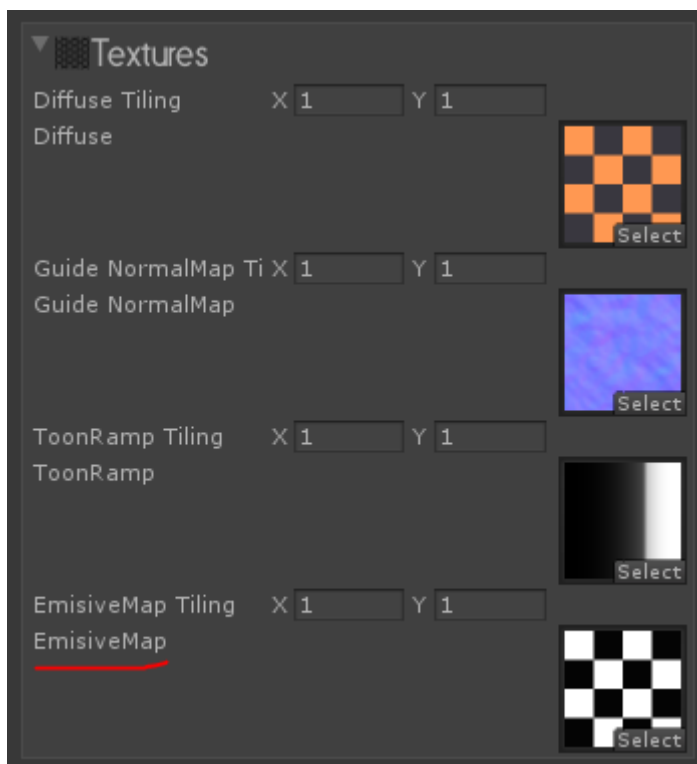 Textures
Diffuse Tiling X 1 Y 1
Diffuse
Select
Guide NormalMap Ti X 1 Y 1
Guide NormalMap
Select
ToonRamp Tiling X 1 Y 1
ToonRamp
Select
EmisiveMap Tiling X 1 Y 1
EmisiveMap
Select